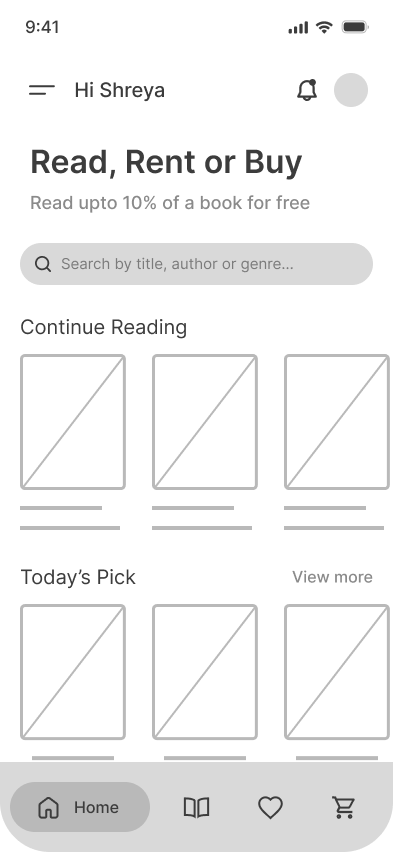 9:41
Hi Shreya
Read, Rent or Buy
Read upto 10% of a book for free
Search by title, author or genre...
Continue Reading
Today’s Pick
View more
Home